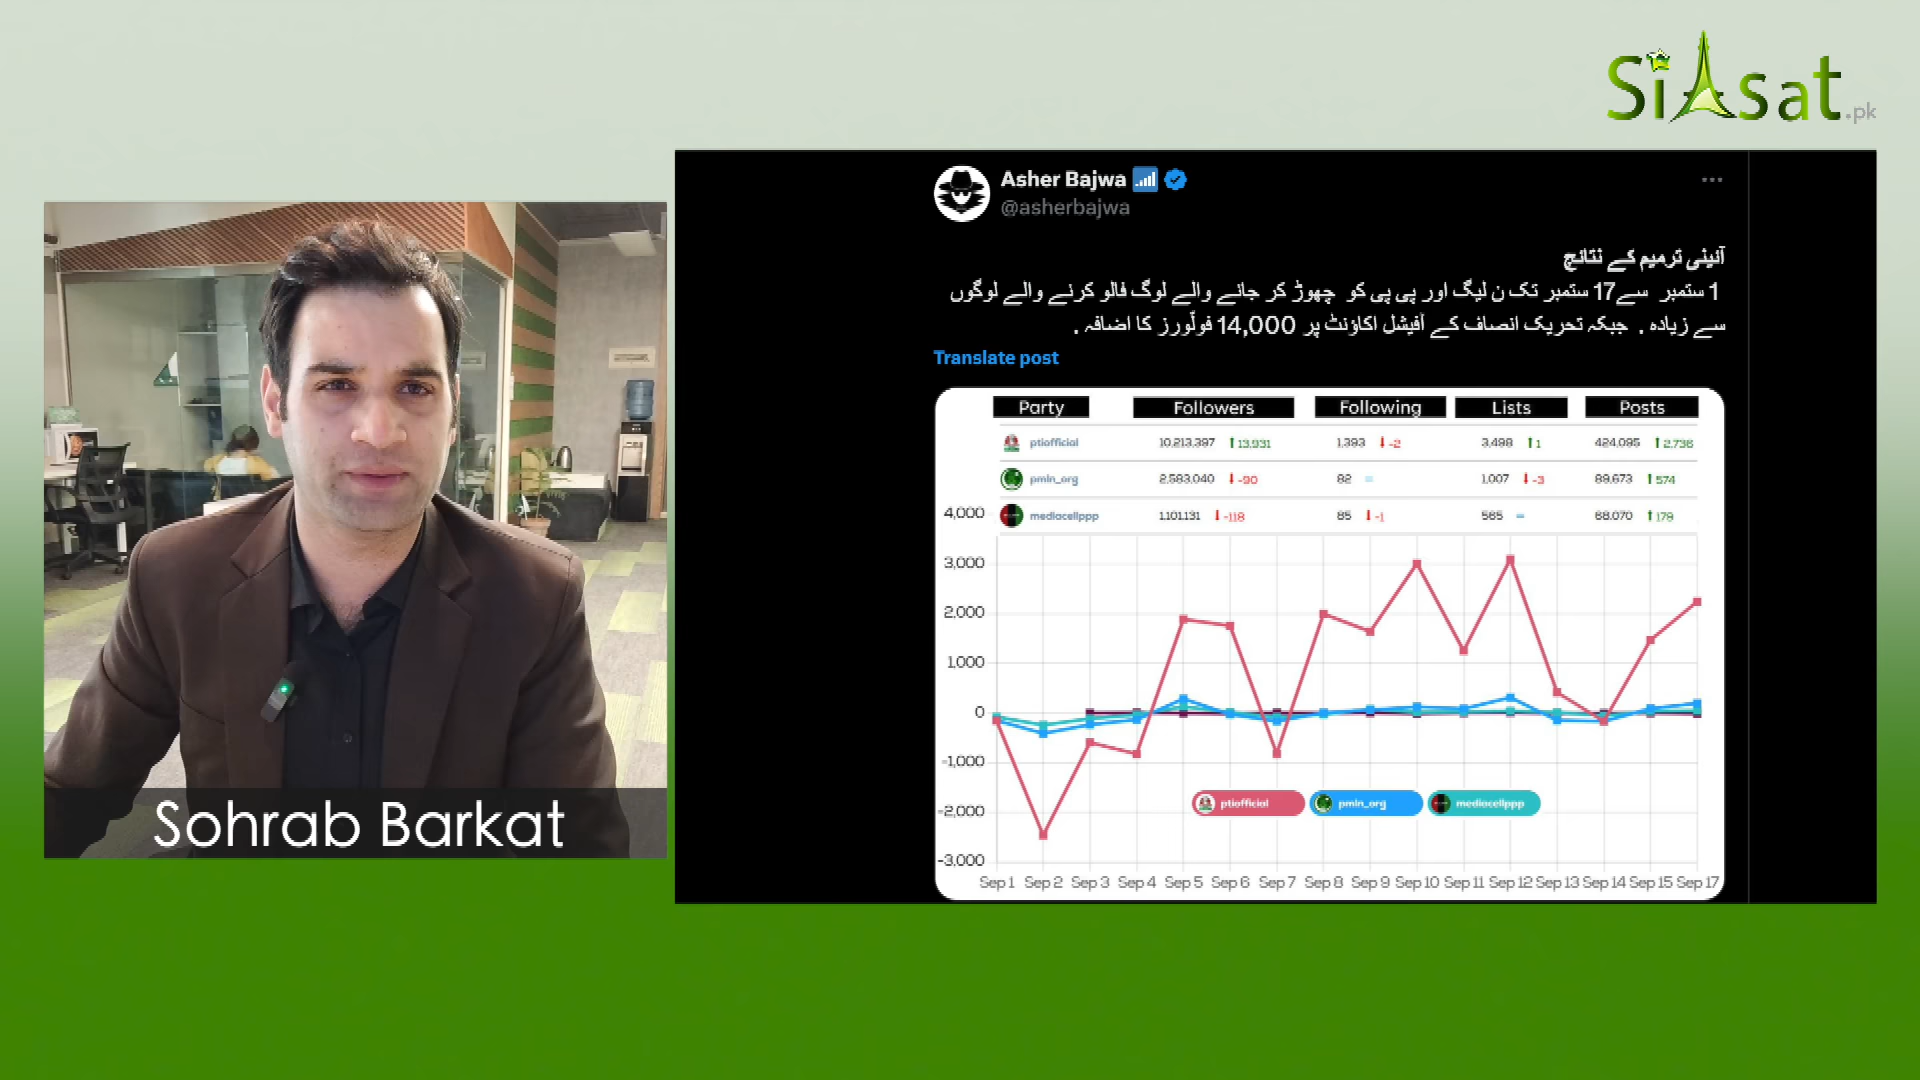 SiAsat.pk
Asher Bajwa
@asherbajwa
آئینی ترمیم کے نتائج
1 ستمبر سے17 ستمبر تک ن لیگ اور پی پی کو چھوڑ کر جانے والے لوگ فالو کرنے والے لوگوں
سے زیادہ . جبکہ تحریک انصاف کے آفیشل اکاؤنٹ پر 14,000 فولّورز کا اضافہ .
Translate post
Party Followers Following Lists Posts
ptiofficial 10,213,397 13,931 1,393 -2 3,498 1 424,095 2,736
pmln_org 2,583,040 -90 82 = 1,007 -3 89,673 574
mediacellppp 1,101,131 -118 85 -1 565 = 68,070 179
4,000
3,000
2,000
1,000
0
-1,000
-2,000
-3,000
ptiofficial pmln_org mediacellppp
Sep 1 Sep 2 Sep 3 Sep 4 Sep 5 Sep 6 Sep 7 Sep 8 Sep 9 Sep 10 Sep 11 Sep 12 Sep 13 Sep 14 Sep 15 Sep 17
Sohrab Barkat